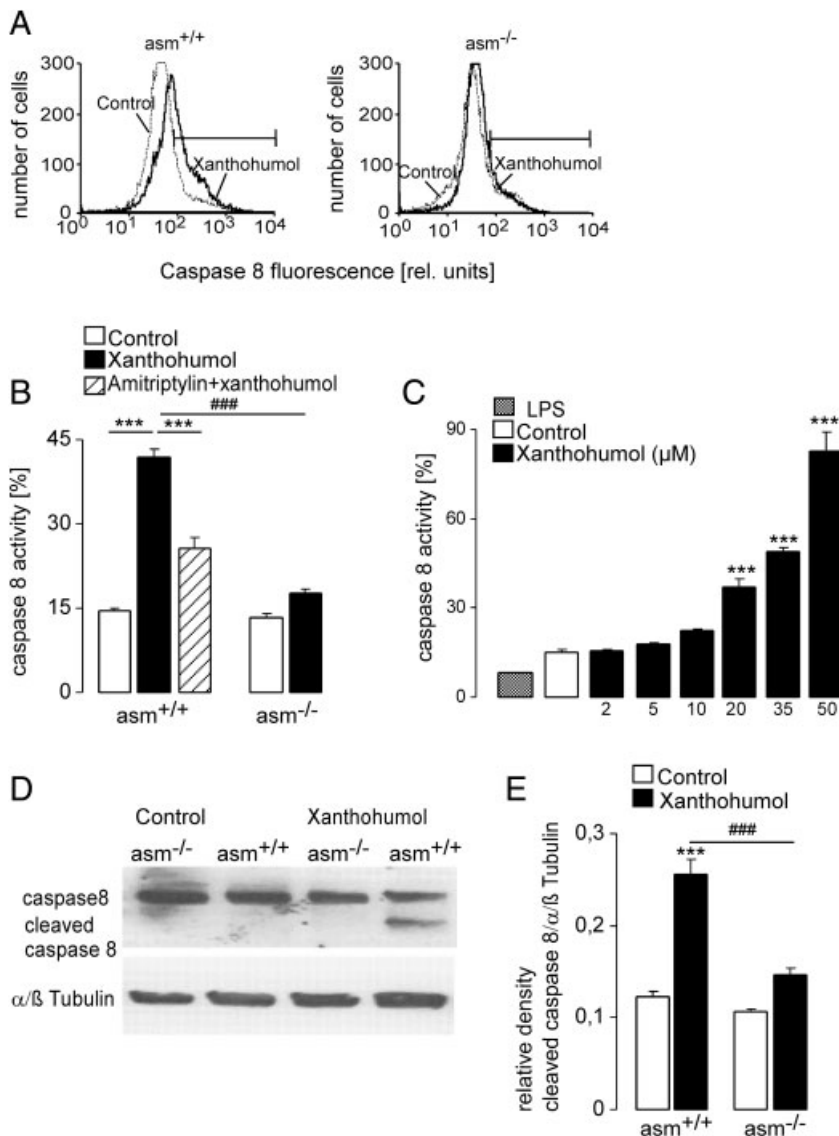 A
asm+/+
asm-/-
number of cells
300
200
100
0
Control
Xanthohumol
10⁰ 10¹ 10² 10³ 10⁴
number of cells
300
200
100
0
Control
Xanthohumol
10⁰ 10¹ 10² 10³ 10⁴
Caspase 8 fluorescence [rel. units]
B
Control
Xanthohumol
Amitriptylin+xanthohumol
***
***
###
caspase 8 activity [%]
45
30
15
0
asm+/+
asm-/-
C
LPS
Control
Xanthohumol (µM)
caspase 8 activity [%]
90
60
30
0
***
***
***
2 5 10 20 35 50
D
Control
Xanthohumol
asm-/- asm+/+ asm-/- asm+/+
caspase8
cleaved
caspase 8
α/ß Tubulin
E
Control
Xanthohumol
relative density
cleaved caspase 8/α/ß Tubulin
0,3
0,2
0,1
0
***
###
asm+/+
asm-/-